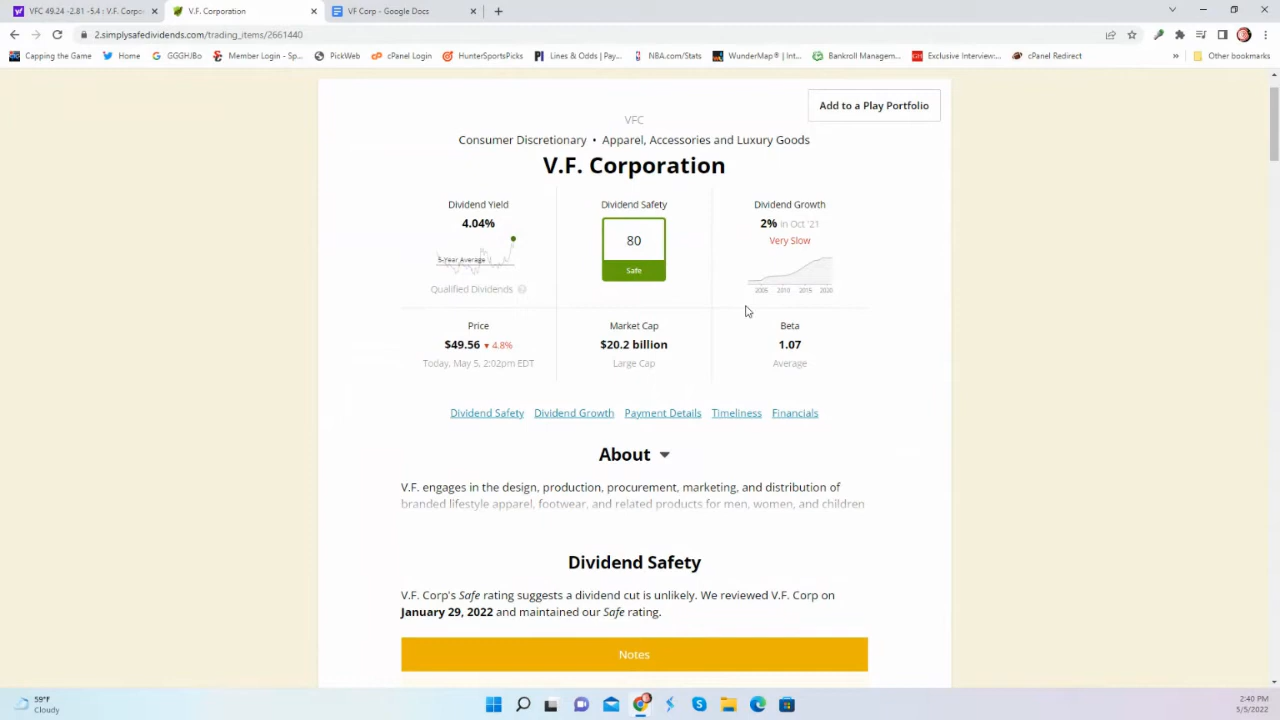 VFC 49.24 -2.81 -5.4 : V.F. Corpo
V.F. Corporation
VF Corp - Google Docs
2.simplysafedividends.com/trading_items/2661440
Capping the Game
Home
GGGH/Bo
Member Login - Sp...
PickWeb
cPanel Login
HunterSportsPicks
Lines & Odds | Pay...
NBA.com/Stats
WunderMap® | Int...
Bankroll Managem...
Exclusive Interview:...
cPanel Redirect
»
Other bookmarks
Add to a Play Portfolio
VFC
Consumer Discretionary • Apparel, Accessories and Luxury Goods
V.F. Corporation
Dividend Yield
4.04%
5-Year Average
Qualified Dividends
Dividend Safety
80
Safe
Dividend Growth
2% in Oct '21
Very Slow
2005 2010 2015 2020
Price
$49.56 ▼ 4.8%
Today, May 5, 2:02pm EDT
Market Cap
$20.2 billion
Large Cap
Beta
1.07
Average
Dividend Safety
Dividend Growth
Payment Details
Timeliness
Financials
About
V.F. engages in the design, production, procurement, marketing, and distribution of
branded lifestyle apparel, footwear, and related products for men, women, and children
Dividend Safety
V.F. Corp's Safe rating suggests a dividend cut is unlikely. We reviewed V.F. Corp on
January 29, 2022 and maintained our Safe rating.
Notes
59°F
Cloudy
2:40 PM
5/5/2022